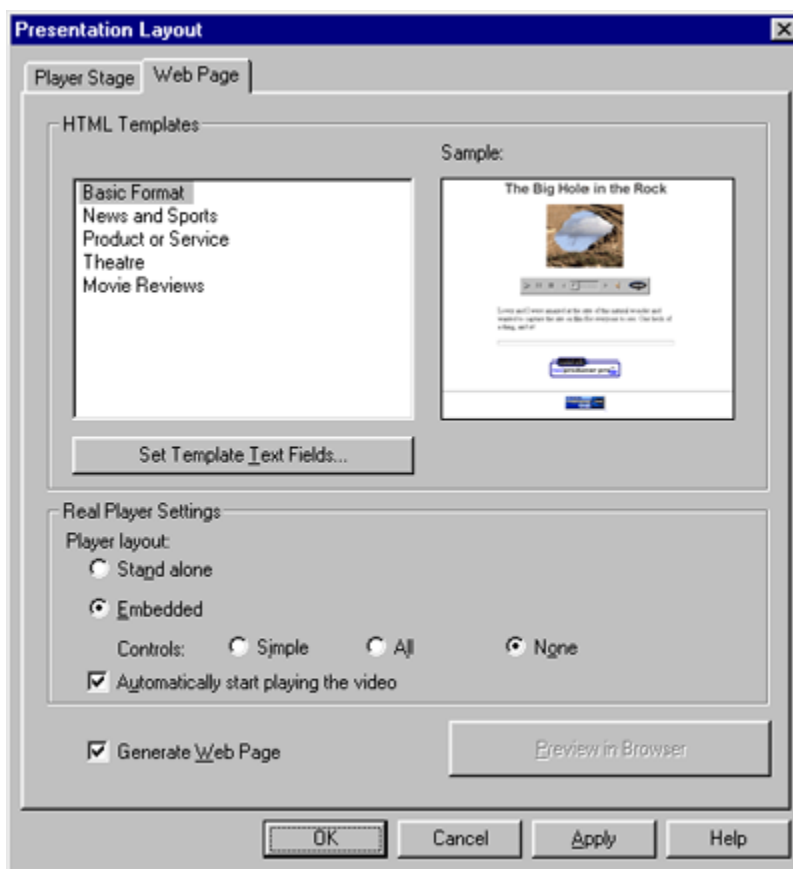 Presentation Layout
Player Stage
Web Page
HTML Templates
Sample:
Basic Format
News and Sports
Product or Service
Theatre
Movie Reviews
The Big Hole in the Rock
Set Template Text Fields...
Real Player Settings
Player layout:
Stand alone
Embedded
Controls: Simple All None
Automatically start playing the video
Generate Web Page
Preview in Browser
OK Cancel Apply Help